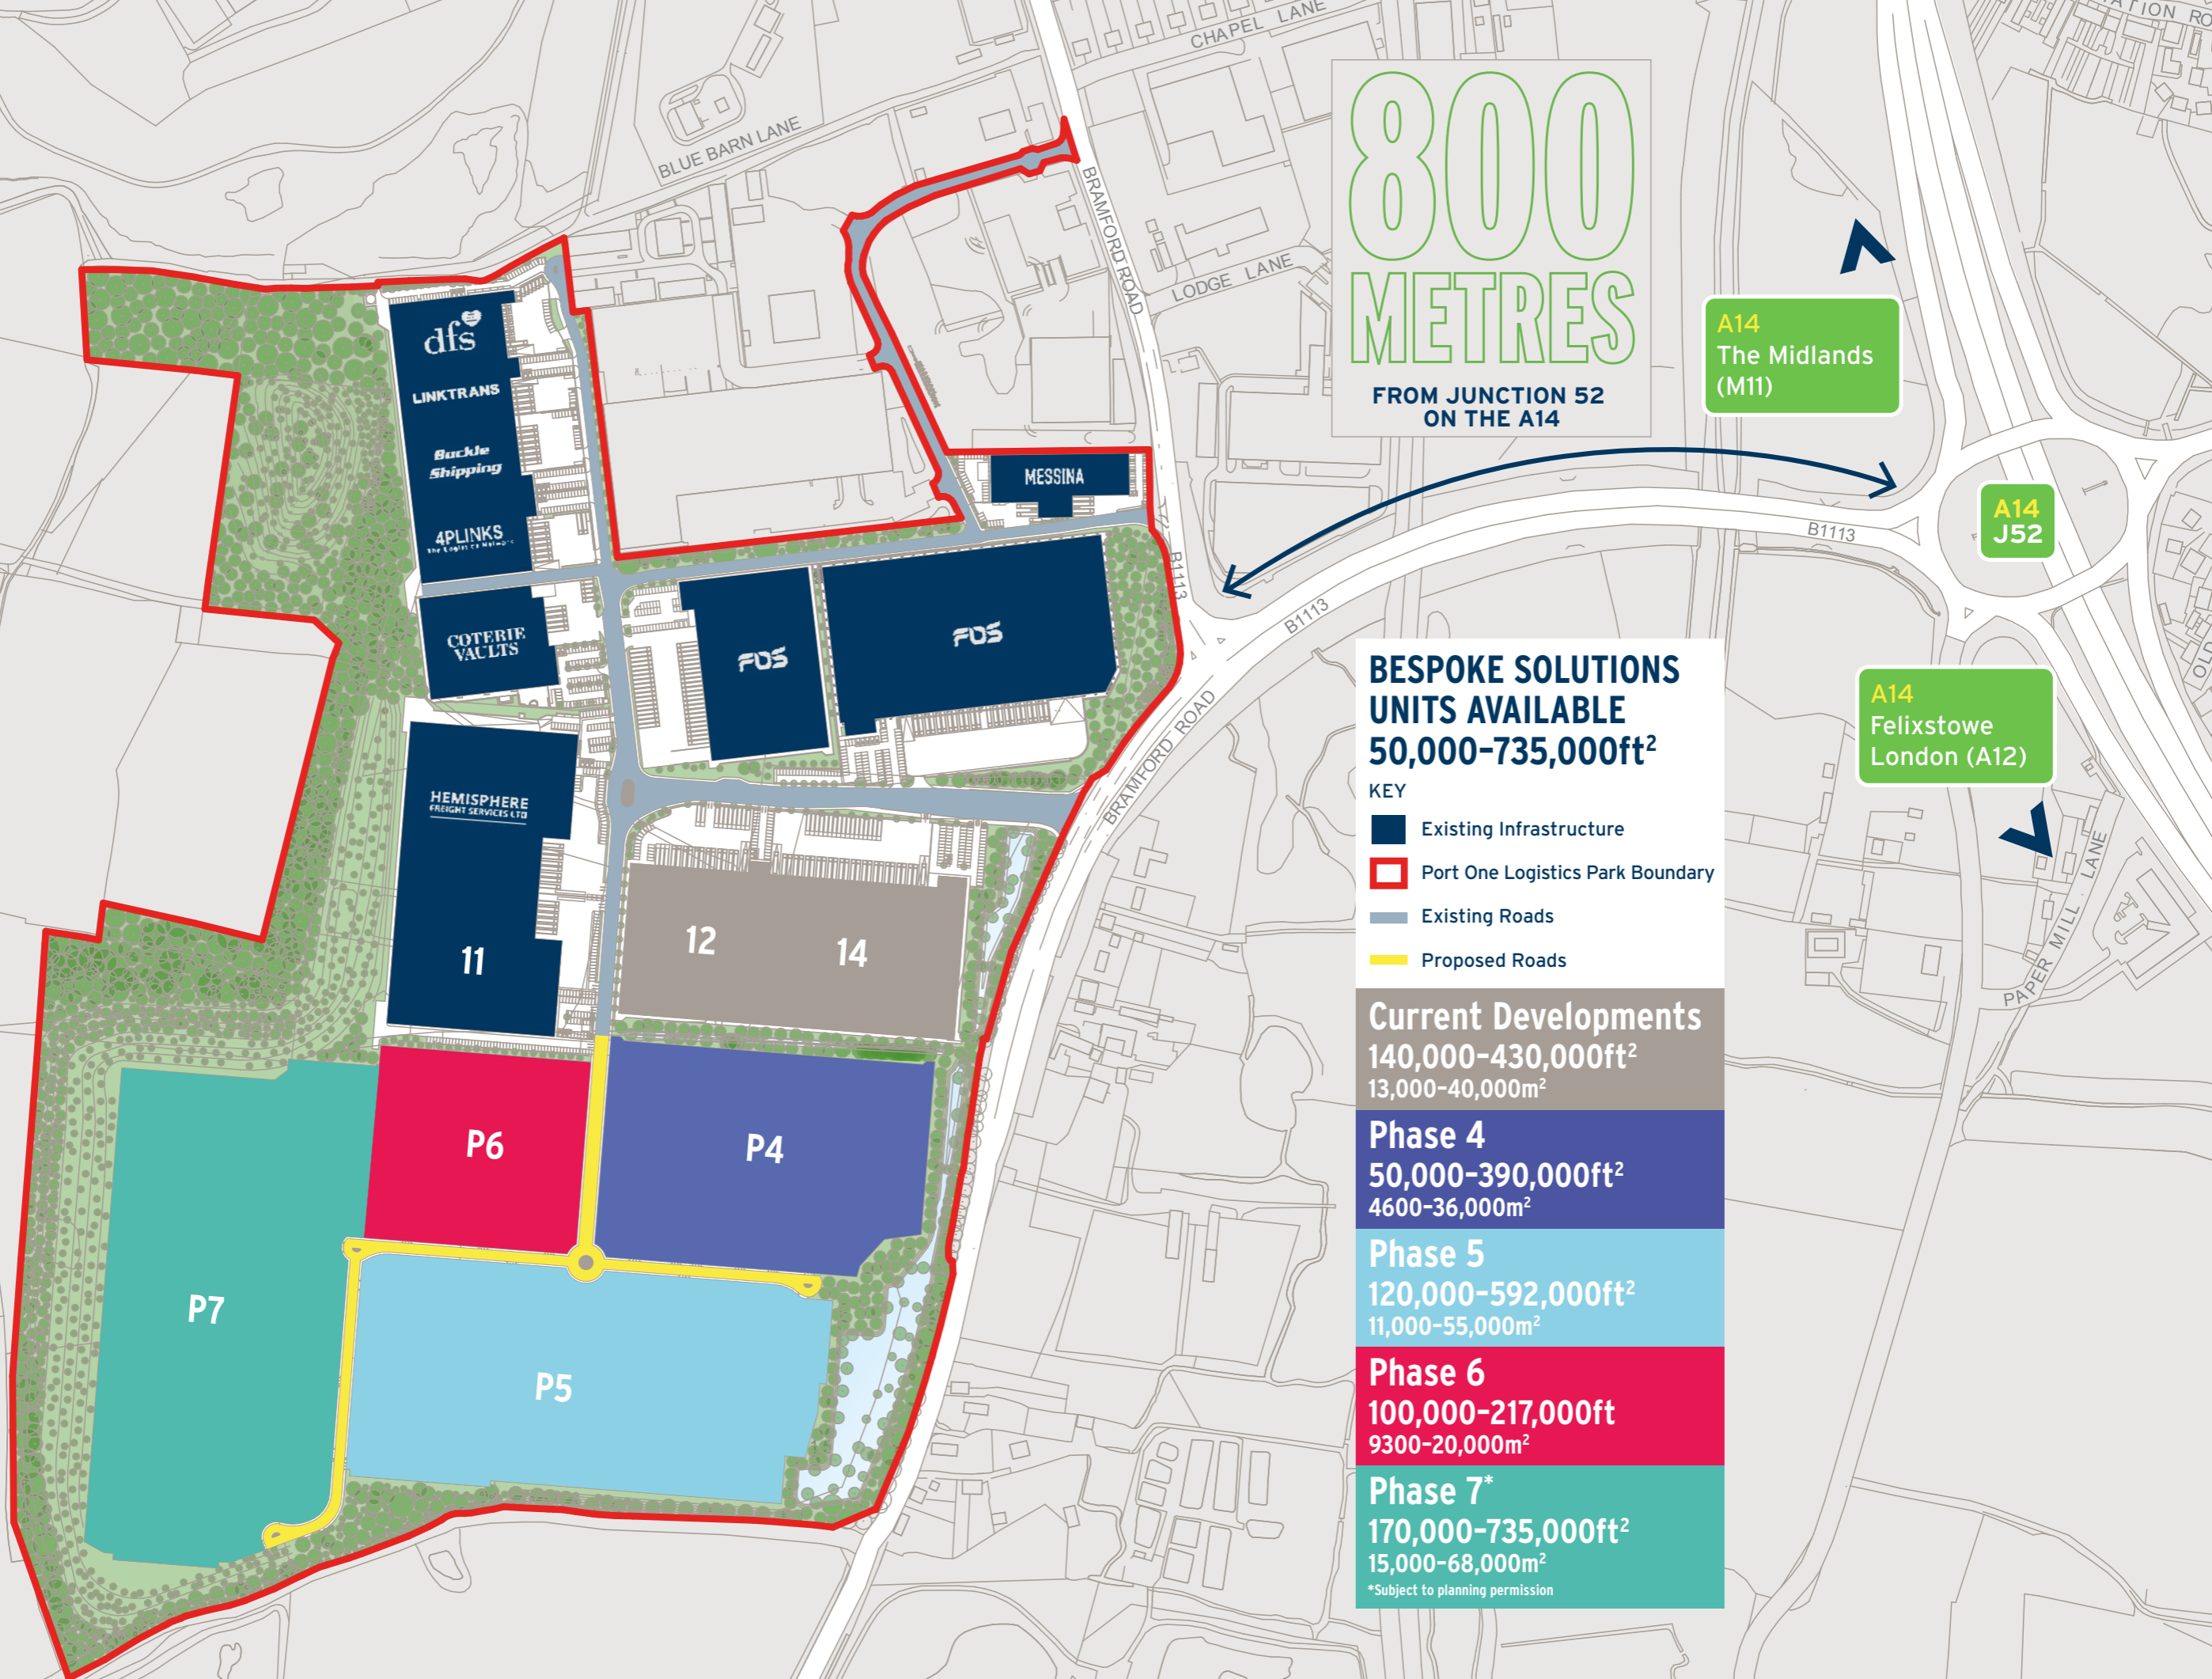 CHAPEL LANE
BLUE BARN LANE
BRAMFORD ROAD
LODGE LANE
800
METRES
FROM JUNCTION 52
ON THE A14
A14
The Midlands
(M11)
A14
J52
B1113
B1113
B1113
BRAMFORD ROAD
A14
Felixstowe
London (A12)
PAPER MILL LANE
OLD
dfs
LINKTRANS
Buckle
Shipping
4PLINKS
MESSINA
COTERIE
VAULTS
FDS
FDS
HEMISPHERE
FREIGHT SERVICES LTD
11
12
14
P6
P4
P7
P5
BESPOKE SOLUTIONS
UNITS AVAILABLE
50,000–735,000ft²
KEY
Existing Infrastructure
Port One Logistics Park Boundary
Existing Roads
Proposed Roads
Current Developments
140,000–430,000ft²
13,000–40,000m²
Phase 4
50,000–390,000ft²
4600–36,000m²
Phase 5
120,000–592,000ft²
11,000–55,000m²
Phase 6
100,000–217,000ft
9300–20,000m²
Phase 7*
170,000–735,000ft²
15,000–68,000m²
*Subject to planning permission